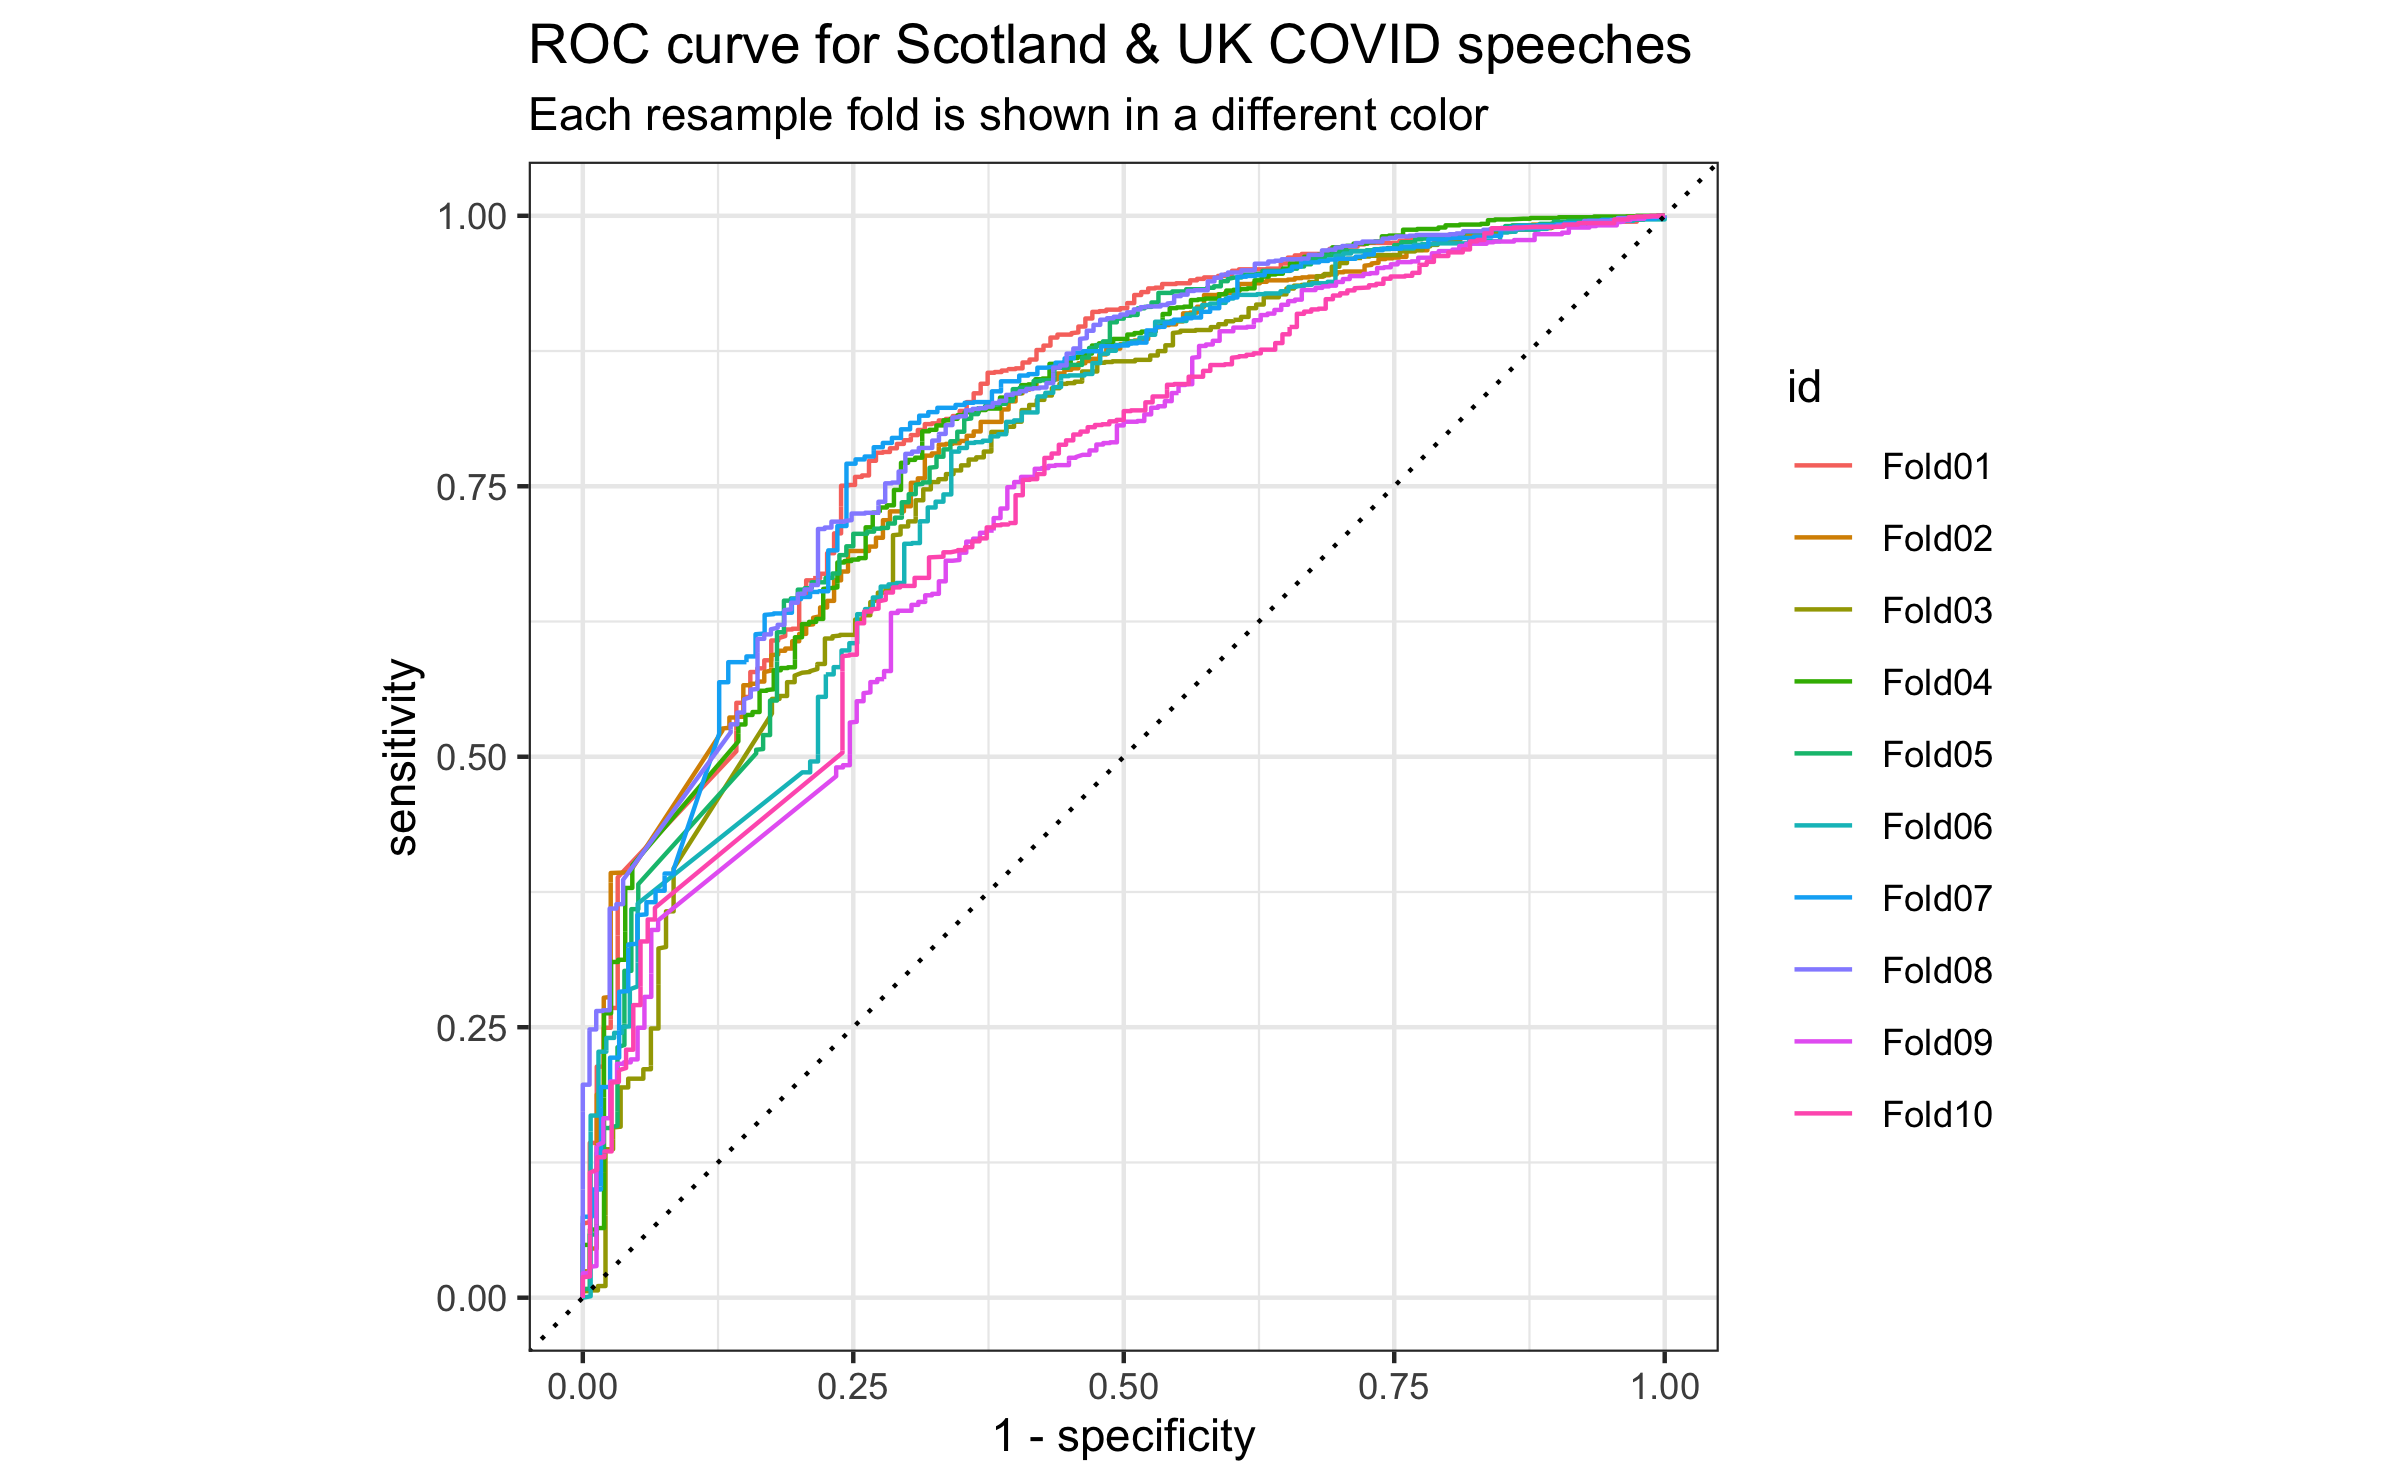 ROC curve for Scotland & UK COVID speeches
Each resample fold is shown in a different color
sensitivity
1.00
0.75
0.50
0.25
0.00
0.00 0.25 0.50 0.75 1.00
1 - specificity
id
Fold01
Fold02
Fold03
Fold04
Fold05
Fold06
Fold07
Fold08
Fold09
Fold10